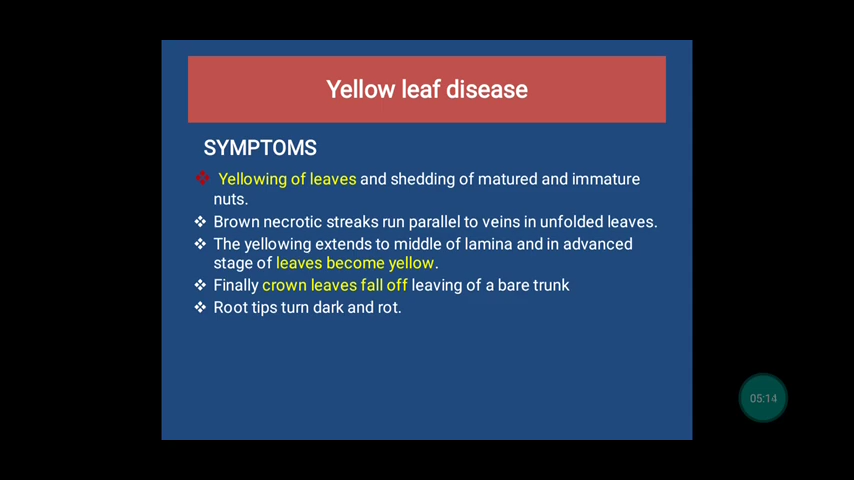 Yellow leaf disease
SYMPTOMS
❖ Yellowing of leaves and shedding of matured and immature
nuts.
❖ Brown necrotic streaks run parallel to veins in unfolded leaves.
❖ The yellowing extends to middle of lamina and in advanced
stage of leaves become yellow.
❖ Finally crown leaves fall off leaving of a bare trunk
❖ Root tips turn dark and rot.
05:14